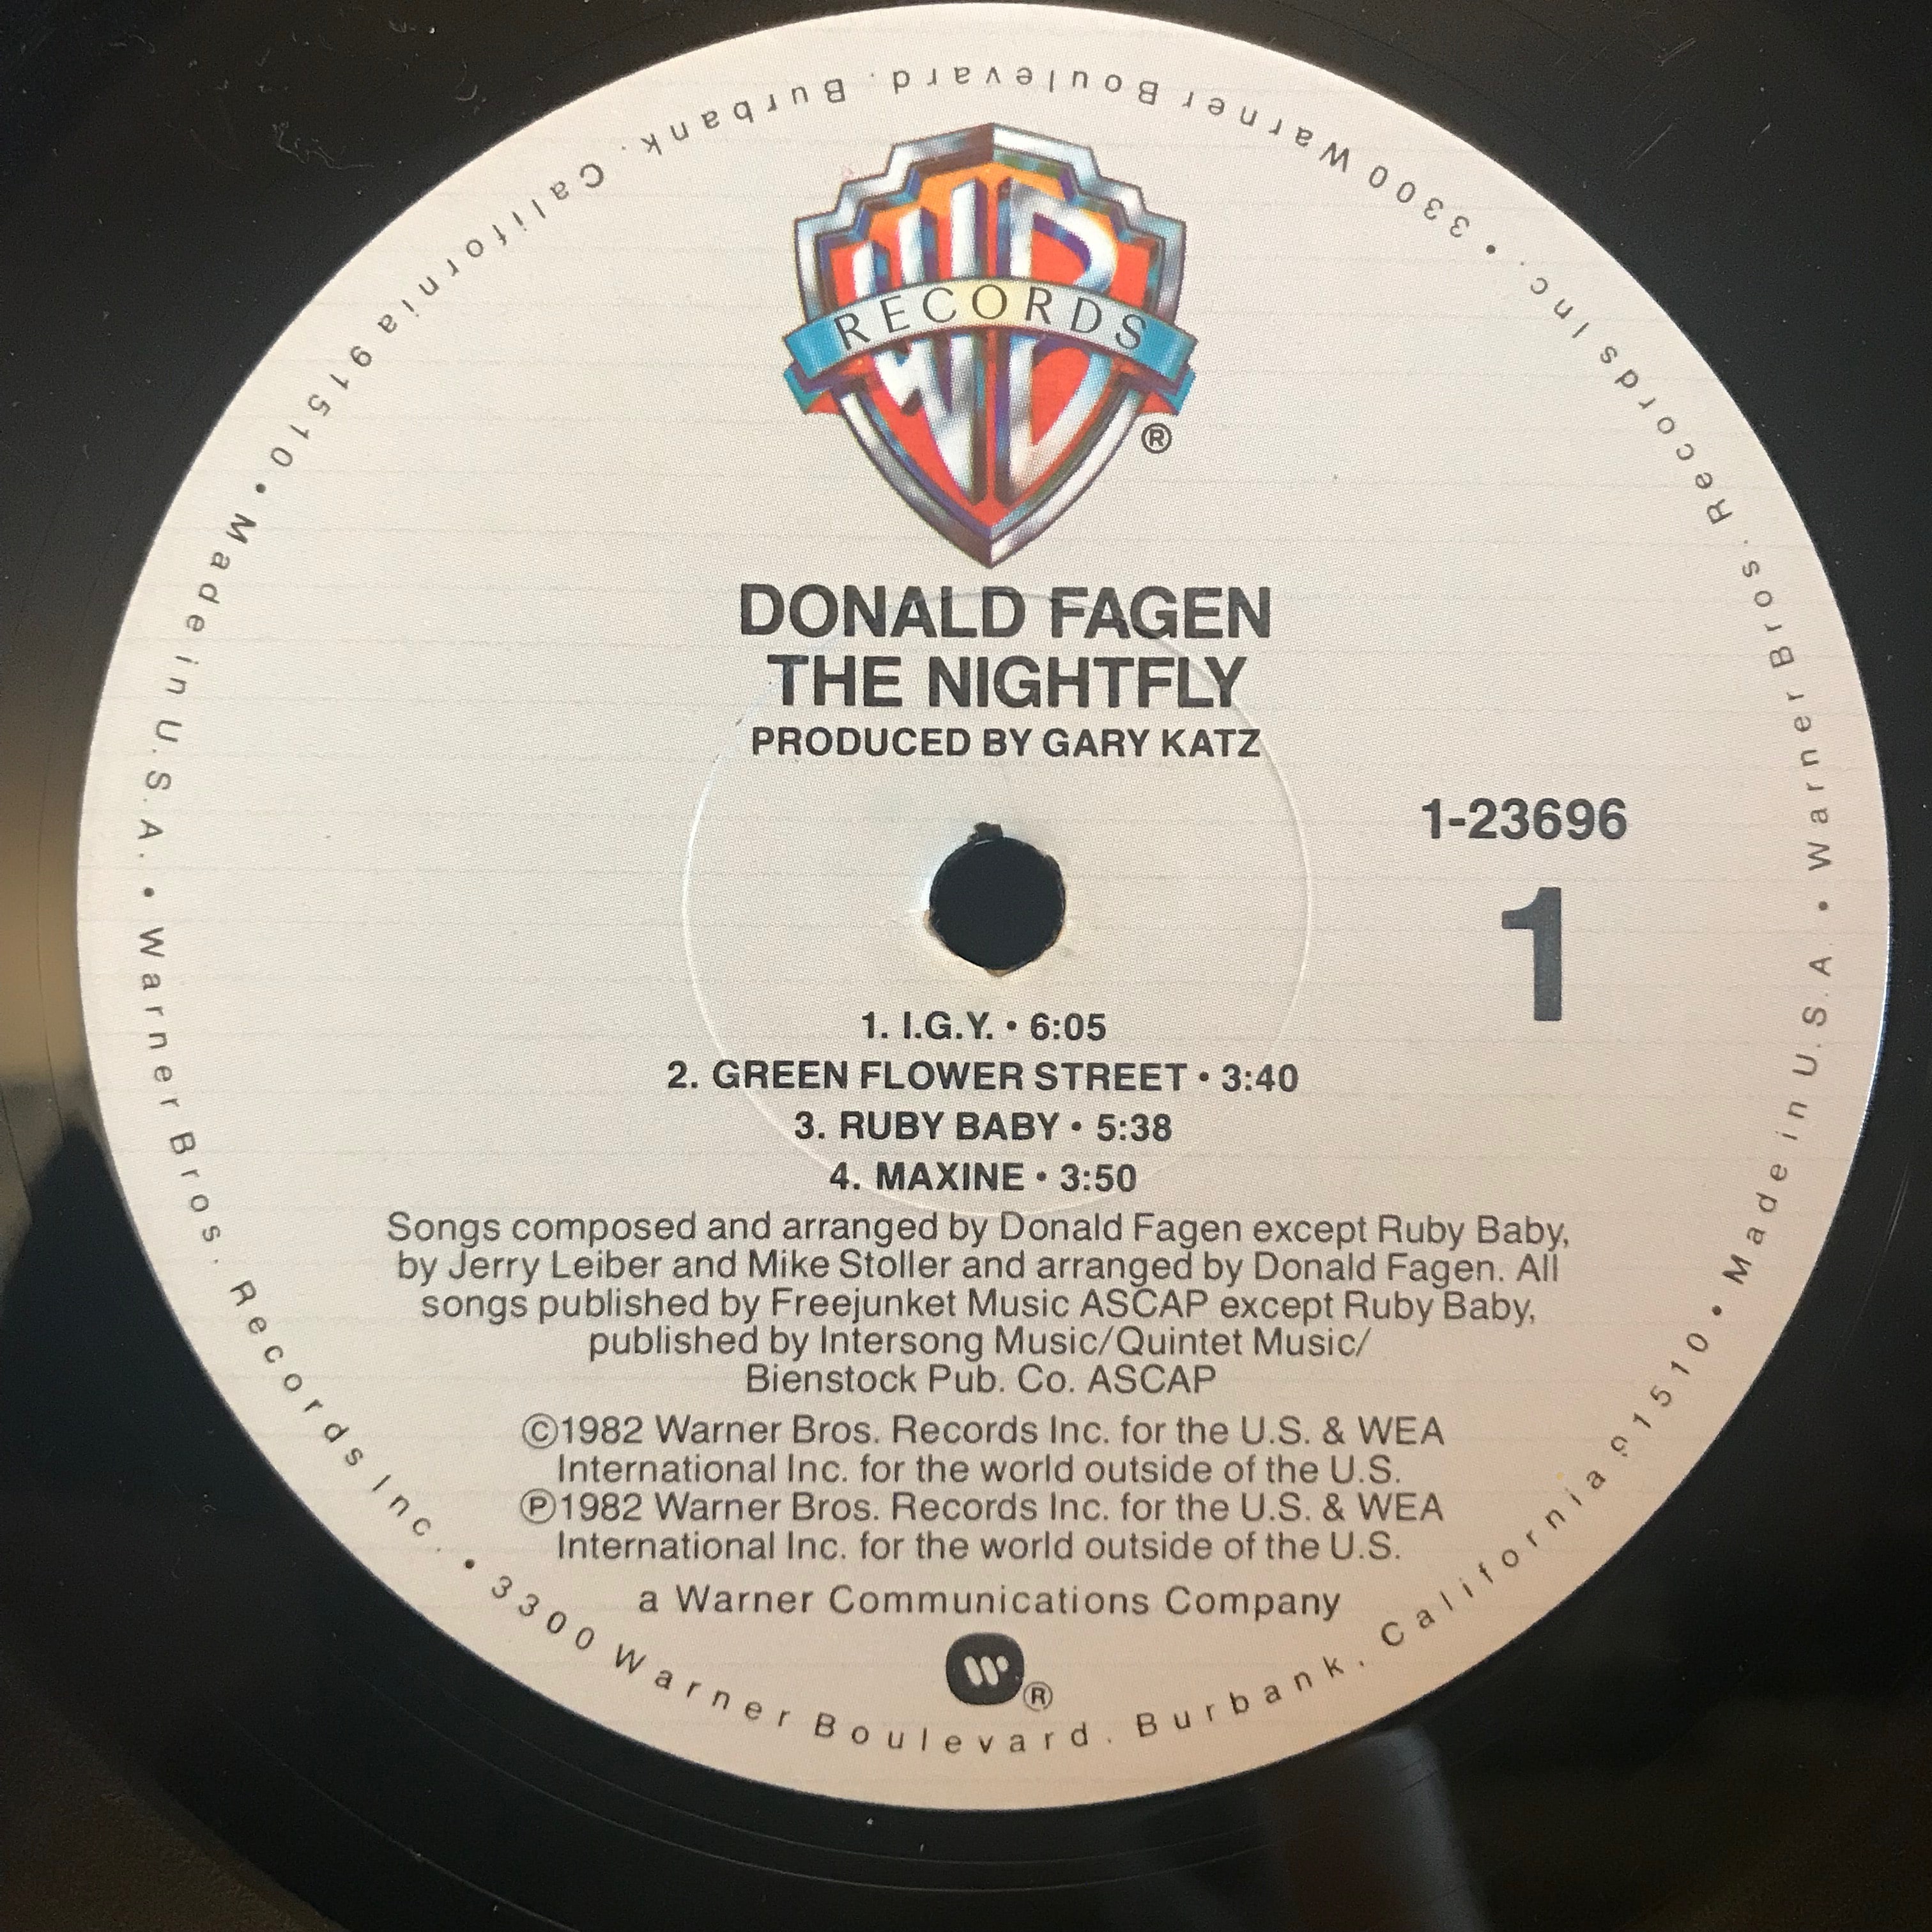 WB
RECORDS
®
DONALD FAGEN
THE NIGHTFLY
PRODUCED BY GARY KATZ
1-23696
1
1. I.G.Y. • 6:05
2. GREEN FLOWER STREET • 3:40
3. RUBY BABY • 5:38
4. MAXINE • 3:50
Songs composed and arranged by Donald Fagen except Ruby Baby,
by Jerry Leiber and Mike Stoller and arranged by Donald Fagen. All
songs published by Freejunket Music ASCAP except Ruby Baby,
published by Intersong Music/Quintet Music/
Bienstock Pub. Co. ASCAP
©1982 Warner Bros. Records Inc. for the U.S. & WEA
International Inc. for the world outside of the U.S.
℗1982 Warner Bros. Records Inc. for the U.S. & WEA
International Inc. for the world outside of the U.S.
a Warner Communications Company
W®
Warner Bros. Records Inc. • 3300 Warner Boulevard. Burbank. California 91510 • Made in U.S.A. • Warner Bros. Records Inc. • 3300 Warner Boulevard. Burbank. California 91510 • Made in U.S.A. •